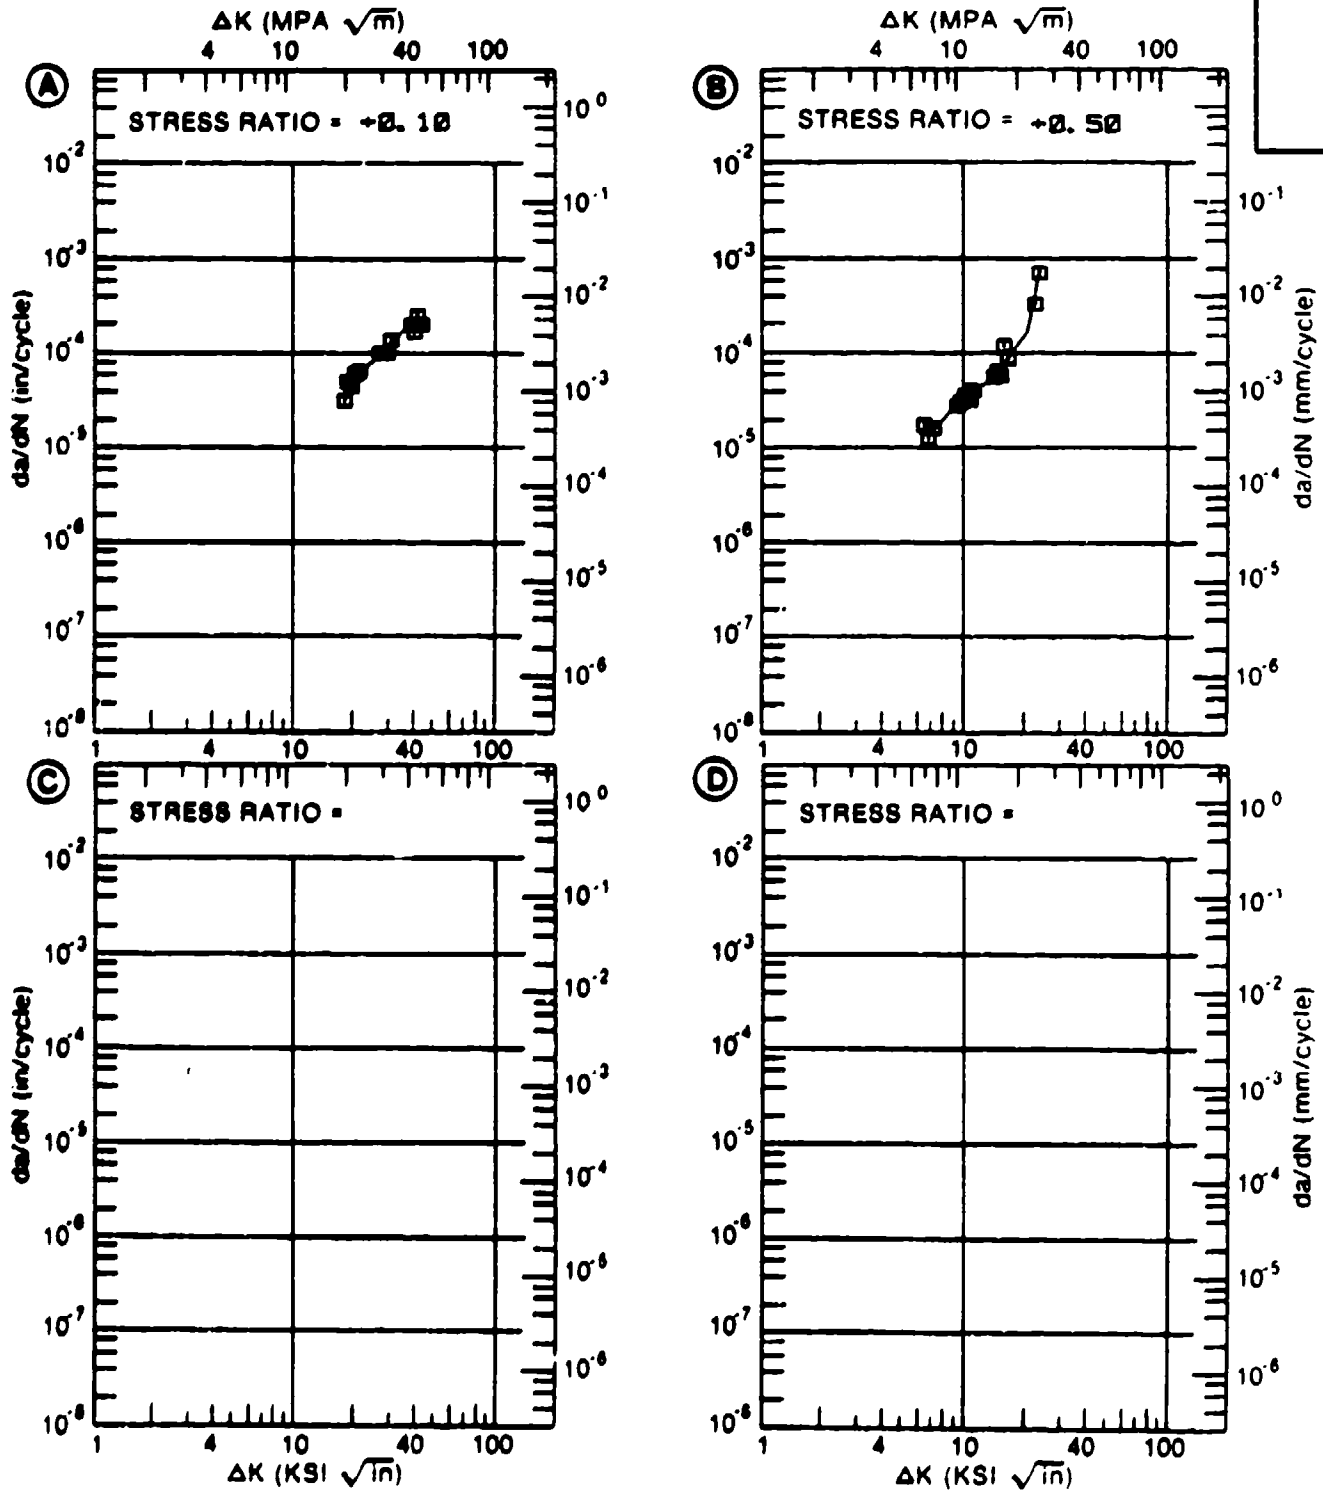 ΔK (MPA √m) ΔK (MPA √m)
4 10 40 100 4 10 40 100
A B
STRESS RATIO = +0.10 STRESS RATIO = +0.50
10⁰
10⁻² 10⁻²
10⁻¹ 10⁻¹
10⁻³ 10⁻³
10⁻² 10⁻²
da/dN (in/cycle) da/dN (mm/cycle)
10⁻⁴ 10⁻⁴
10⁻³ 10⁻³
10⁻⁵ 10⁻⁵
10⁻⁴ 10⁻⁴
10⁻⁶ 10⁻⁶
10⁻⁵ 10⁻⁵
10⁻⁷ 10⁻⁷
10⁻⁶ 10⁻⁶
10⁻⁸ 10⁻⁸
1 4 10 40 100 1 4 10 40 100
C D
STRESS RATIO = STRESS RATIO =
10⁰ 10⁰
10⁻² 10⁻²
10⁻¹ 10⁻¹
10⁻³ 10⁻³
10⁻² 10⁻²
da/dN (in/cycle) da/dN (mm/cycle)
10⁻⁴ 10⁻⁴
10⁻³ 10⁻³
10⁻⁵ 10⁻⁵
10⁻⁴ 10⁻⁴
10⁻⁶ 10⁻⁶
10⁻⁵
10⁻⁷ 10⁻⁷
10⁻⁶ 10⁻⁶
10⁻⁸
1 4 10 40 100 1 4 10 40 100
ΔK (KSI √in) ΔK (KSI √in)